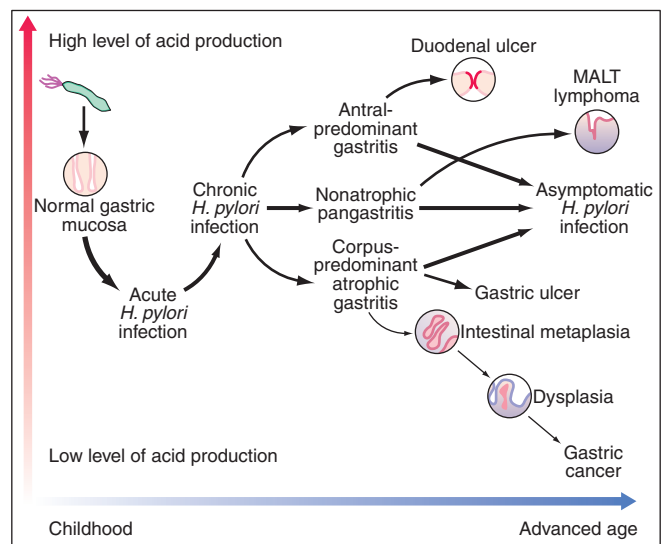 High level of acid production
Duodenal ulcer
MALT
lymphoma
Antral-
predominant
gastritis
Normal gastric
mucosa
Chronic
H. pylori
infection
Nonatrophic
pangastritis
Asymptomatic
H. pylori
infection
Corpus-
predominant
atrophic
gastritis
Acute
H. pylori
infection
Gastric ulcer
Intestinal metaplasia
Dysplasia
Gastric
cancer
Low level of acid production
Childhood
Advanced age